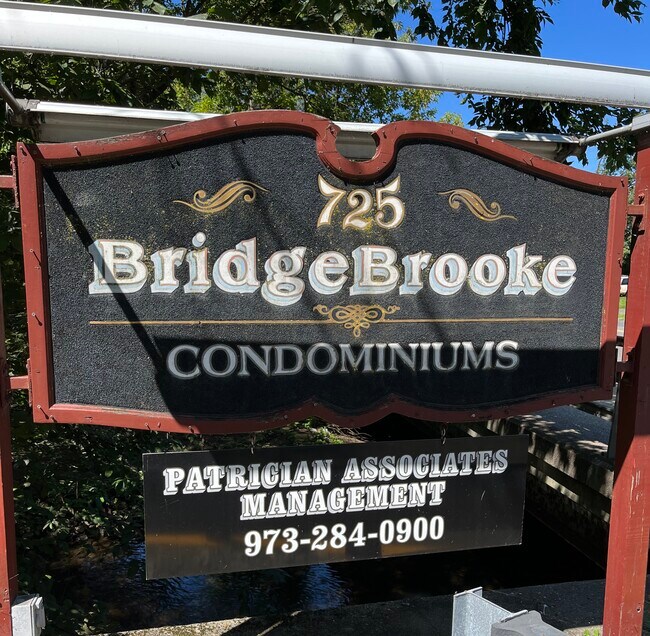 725
BridgeBrooke
CONDOMINIUMS
PATRICIAN ASSOCIATES
MANAGEMENT
973-284-0900